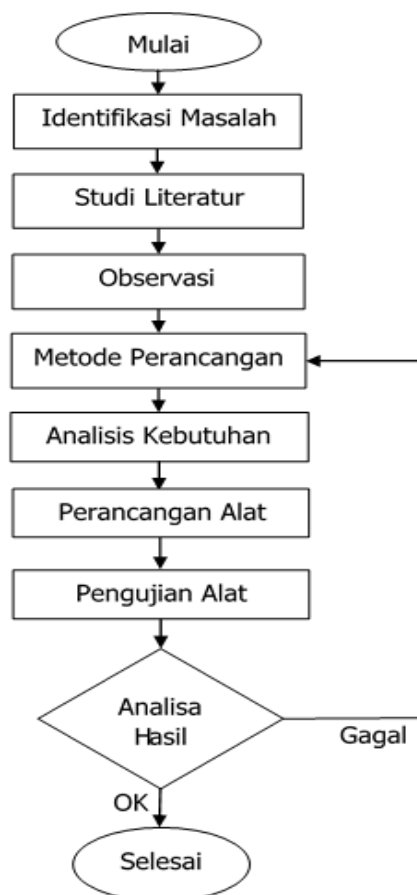 Mulai
Identifikasi Masalah
Studi Literatur
Observasi
Metode Perancangan
Analisis Kebutuhan
Perancangan Alat
Pengujian Alat
Analisa
Hasil
Gagal
OK
Selesai